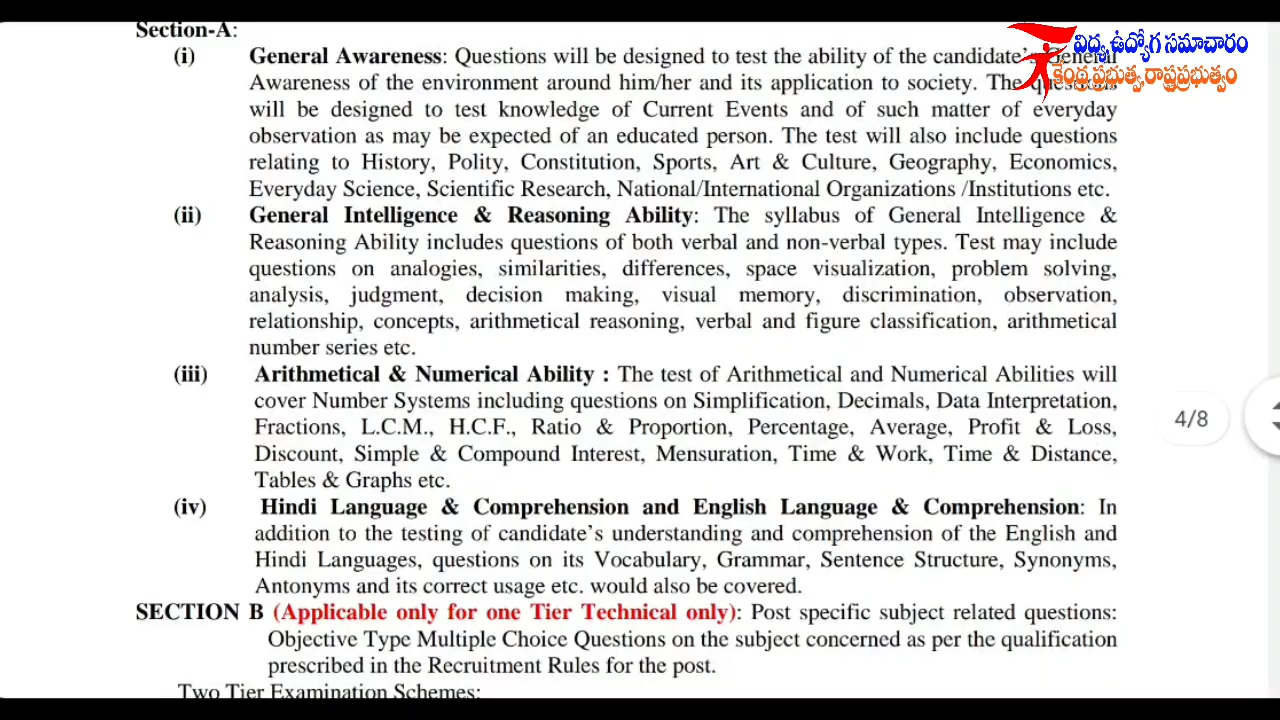 Section-A:
(i) General Awareness: Questions will be designed to test the ability of the candidate's General
Awareness of the environment around him/her and its application to society. The questions
will be designed to test knowledge of Current Events and of such matter of everyday
observation as may be expected of an educated person. The test will also include questions
relating to History, Polity, Constitution, Sports, Art & Culture, Geography, Economics,
Everyday Science, Scientific Research, National/International Organizations /Institutions etc.
(ii) General Intelligence & Reasoning Ability: The syllabus of General Intelligence &
Reasoning Ability includes questions of both verbal and non-verbal types. Test may include
questions on analogies, similarities, differences, space visualization, problem solving,
analysis, judgment, decision making, visual memory, discrimination, observation,
relationship, concepts, arithmetical reasoning, verbal and figure classification, arithmetical
number series etc.
(iii) Arithmetical & Numerical Ability : The test of Arithmetical and Numerical Abilities will
cover Number Systems including questions on Simplification, Decimals, Data Interpretation,
Fractions, L.C.M., H.C.F., Ratio & Proportion, Percentage, Average, Profit & Loss,
Discount, Simple & Compound Interest, Mensuration, Time & Work, Time & Distance,
Tables & Graphs etc.
(iv) Hindi Language & Comprehension and English Language & Comprehension: In
addition to the testing of candidate's understanding and comprehension of the English and
Hindi Languages, questions on its Vocabulary, Grammar, Sentence Structure, Synonyms,
Antonyms and its correct usage etc. would also be covered.
SECTION B (Applicable only for one Tier Technical only): Post specific subject related questions:
Objective Type Multiple Choice Questions on the subject concerned as per the qualification
prescribed in the Recruitment Rules for the post.
Two Tier Examination Schemes:
విద్య,ఉద్యోగ సమాచారం
కేంద్ర ప్రభుత్వ,రాష్ట్రప్రభుత్వం
4/8